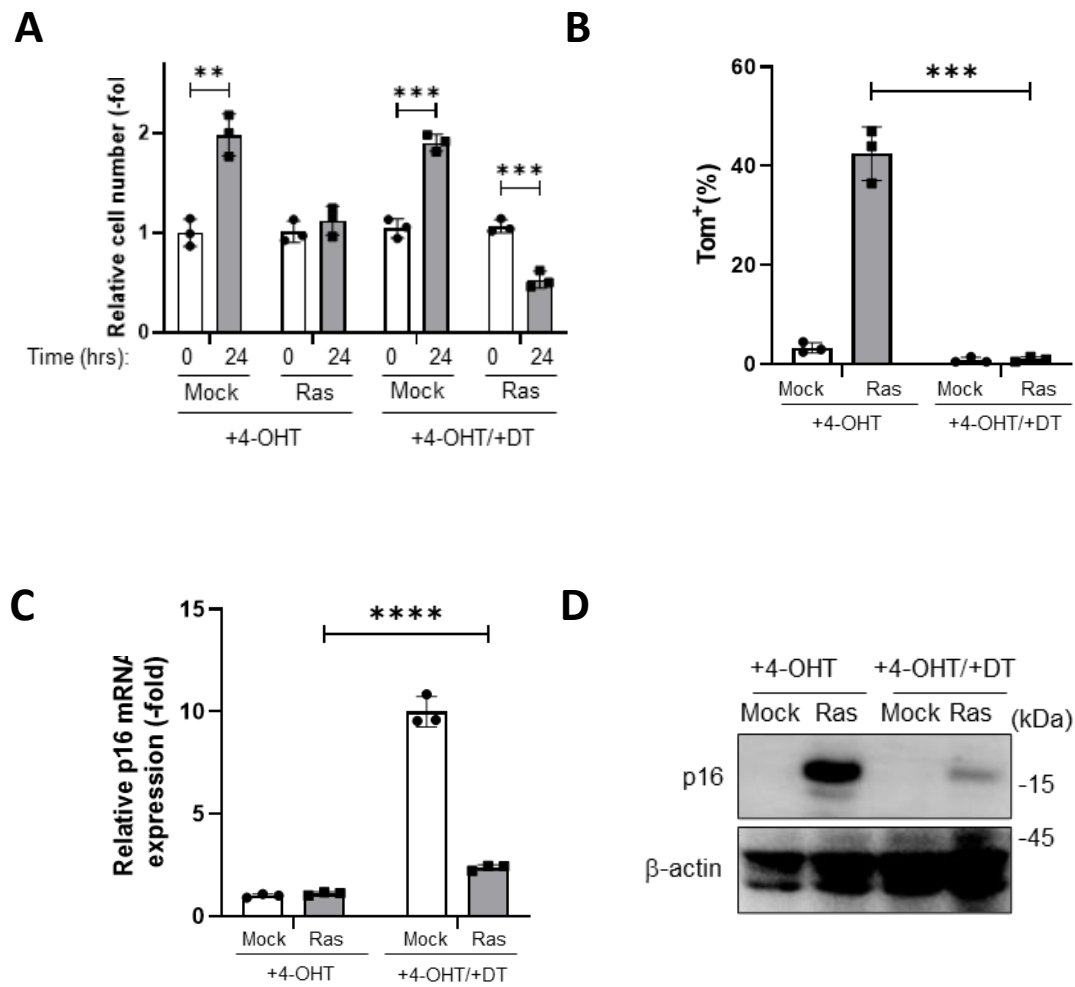 A
Relative cell number (-fol
**
***
***
2
1
0
Time (hrs):
0 24 0 24 0 24 0 24
Mock Ras Mock Ras
+4-OHT +4-OHT/+DT
B
Tom⁺(%)
***
60
40
20
0
Mock Ras Mock Ras
+4-OHT +4-OHT/+DT
C
Relative p16 mRNA
expression (-fold)
****
15
10
5
0
Mock Ras Mock Ras
+4-OHT +4-OHT/+DT
D
+4-OHT +4-OHT/+DT
Mock Ras Mock Ras (kDa)
p16
-15
-45
β-actin